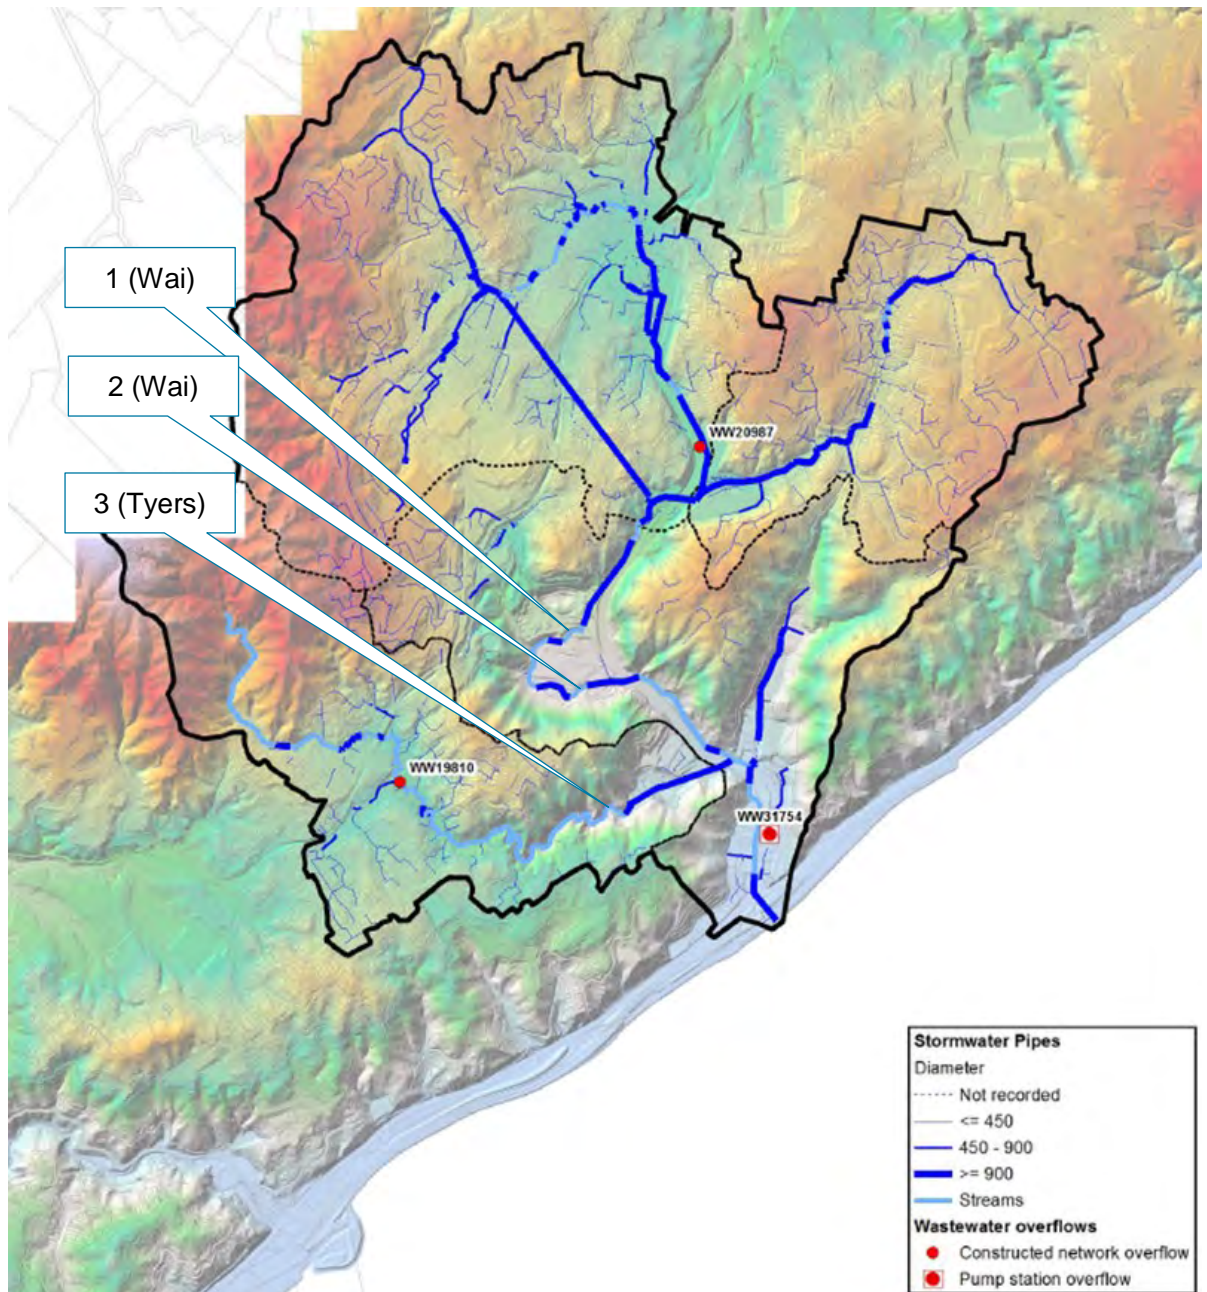 1 (Wai)
2 (Wai)
WW20987
3 (Tyers)
WW19810
WW31754
Stormwater Pipes
Diameter
Not recorded
<= 450
450 - 900
>= 900
Streams
Wastewater overflows
Constructed network overflow
Pump station overflow